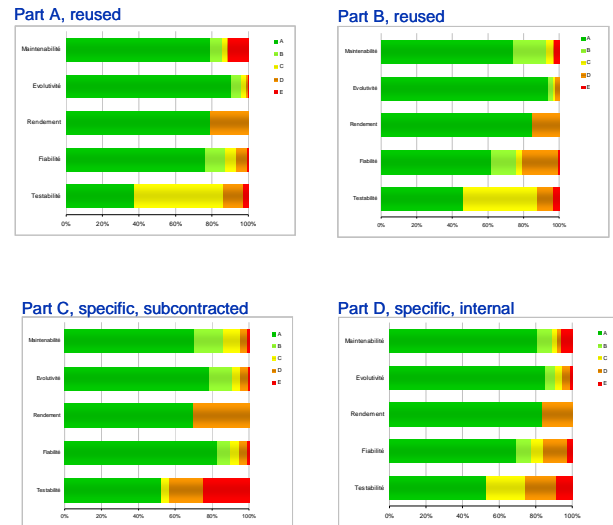 Part A, reused
Maintenabilité
Evolutivité
Rendement
Fiabilité
Testabilité
0% 20% 40% 60% 80% 100%
A
B
C
D
E
Part B, reused
Maintenabilité
Evolutivité
Rendement
Fiabilité
Testabilité
0% 20% 40% 60% 80% 100%
A
B
C
D
E
Part C, specific, subcontracted
Maintenabilité
Evolutivité
Rendement
Fiabilité
Testabilité
0% 20% 40% 60% 80% 100%
A
B
C
D
E
Part D, specific, internal
Maintenabilité
Evolutivité
Rendement
Fiabilité
Testabilité
0% 20% 40% 60% 80% 100%
A
B
C
D
E